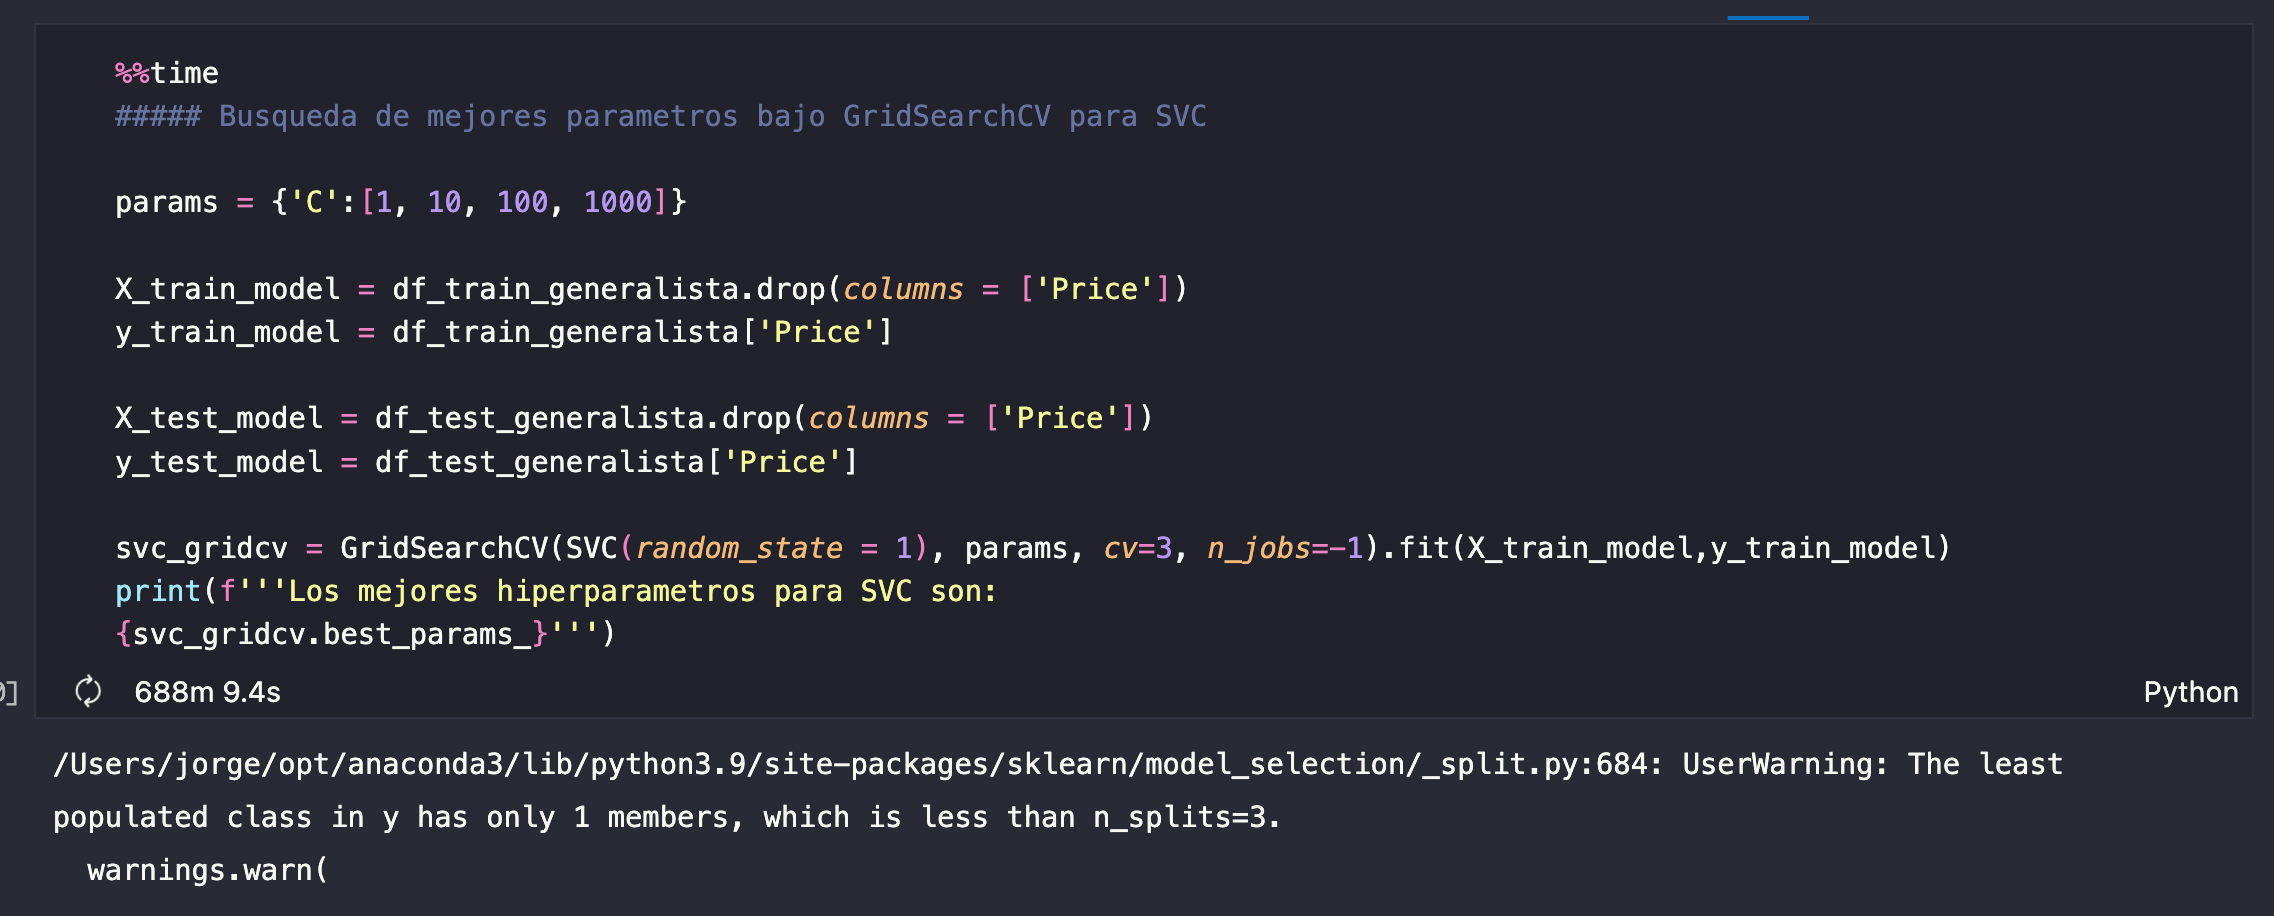 %%time
##### Busqueda de mejores parametros bajo GridSearchCV para SVC
params = {'C':[1, 10, 100, 1000]}
X_train_model = df_train_generalista.drop(columns = ['Price'])
y_train_model = df_train_generalista['Price']
X_test_model = df_test_generalista.drop(columns = ['Price'])
y_test_model = df_test_generalista['Price']
svc_gridcv = GridSearchCV(SVC(random_state = 1), params, cv=3, n_jobs=-1).fit(X_train_model,y_train_model)
print(f'''Los mejores hiperparametros para SVC son:
{svc_gridcv.best_params_}''')
] 688m 9.4s Python
/Users/jorge/opt/anaconda3/lib/python3.9/site-packages/sklearn/model_selection/_split.py:684: UserWarning: The least
populated class in y has only 1 members, which is less than n_splits=3.
warnings.warn(